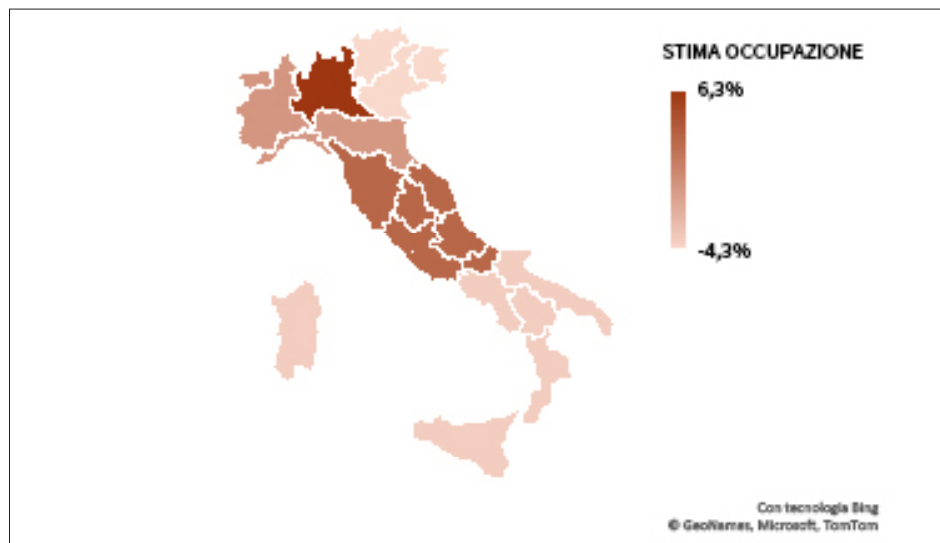 STIMA OCCUPAZIONE
6,3%
-4,3%
Con tecnologia Bing
© GeoNames, Microsoft, TomTom